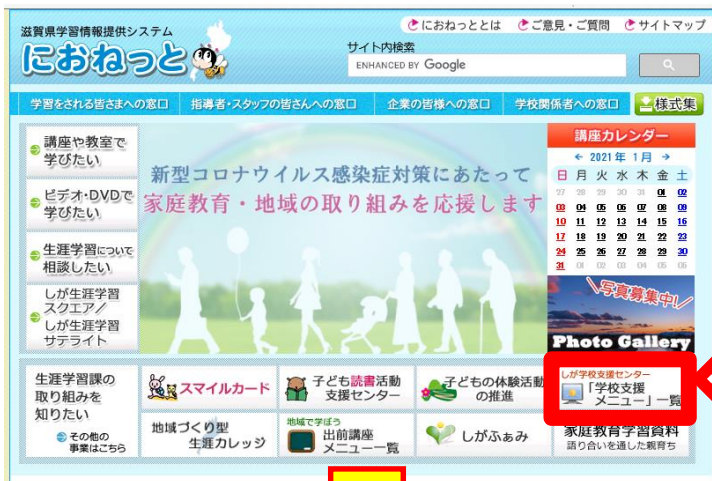 滋賀県学習情報提供システム
におねっと
におねっととは
ご意見・ご質問
サイトマップ
サイト内検索
ENHANCED BY Google
学習をされる皆さまへの窓口
指導者・スタッフの皆さんへの窓口
企業の皆様への窓口
学校関係者への窓口
様式集
講座や教室で
学びたい
ビデオ・DVDで
学びたい
生涯学習について
相談したい
しが生涯学習
スクエア/
しが生涯学習
サテライト
新型コロナウイルス感染症対策にあたって
家庭教育・地域の取り組みを応援します
講座カレンダー
← 2021年 1月 →
日 月 火 水 木 金 土
27 28 29 30 31 01 02
03 04 05 06 07 08 09
10 11 12 13 14 15 16
17 18 19 20 21 22 23
24 25 26 27 28 29 30
31 01 02 03 04 05 06
写真募集中!
Photo Gallery
生涯学習課の
取り組みを
知りたい
その他の
事業はこちら
スマイルカード
子ども読書活動
支援センター
子どもの体験活動
の推進
しが学校支援センター
「学校支援
メニュー」一覧
地域づくり型
生涯カレッジ
地域で学ぼう
出前講座
メニュー一覧
しがふぁみ
家庭教育学習資料
語り合いを通した親育ち